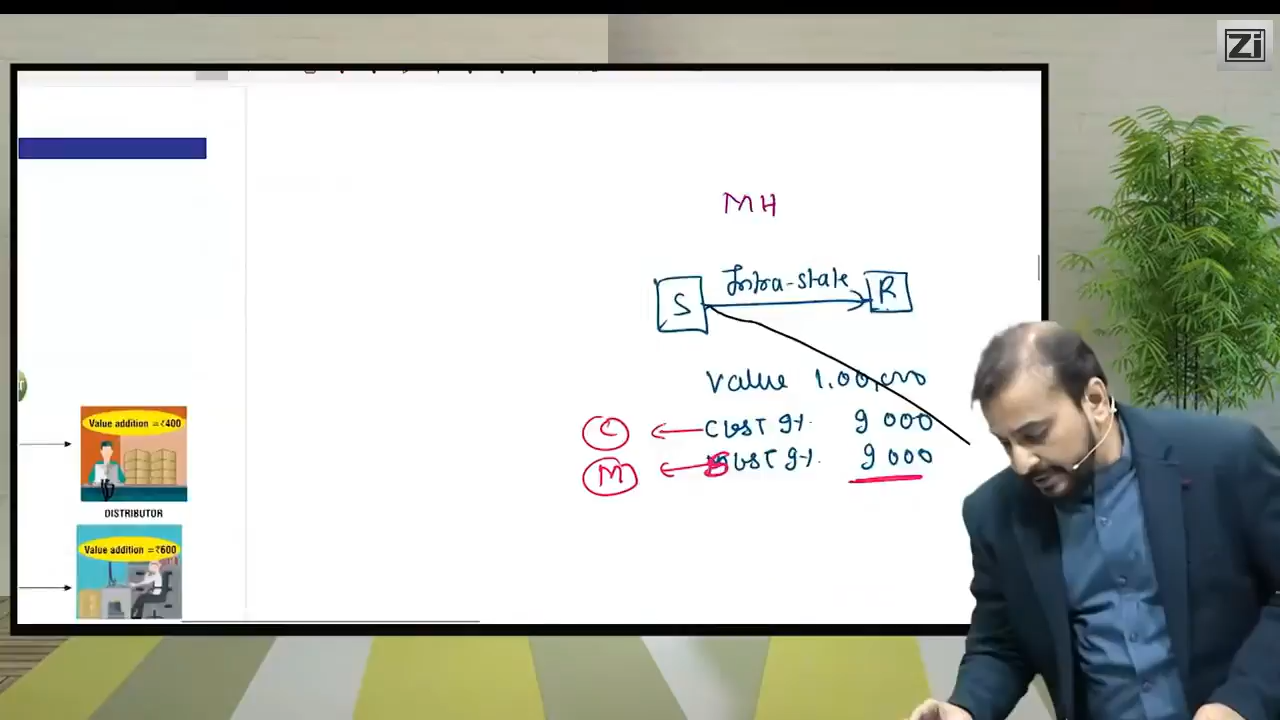 Zi
MH
S Intra-state R
Value 1,00,000
C ← CGST 9%. 9 000
M ← SGST 9%. 9 000
Value addition =₹400
DISTRIBUTOR
Value addition =₹600